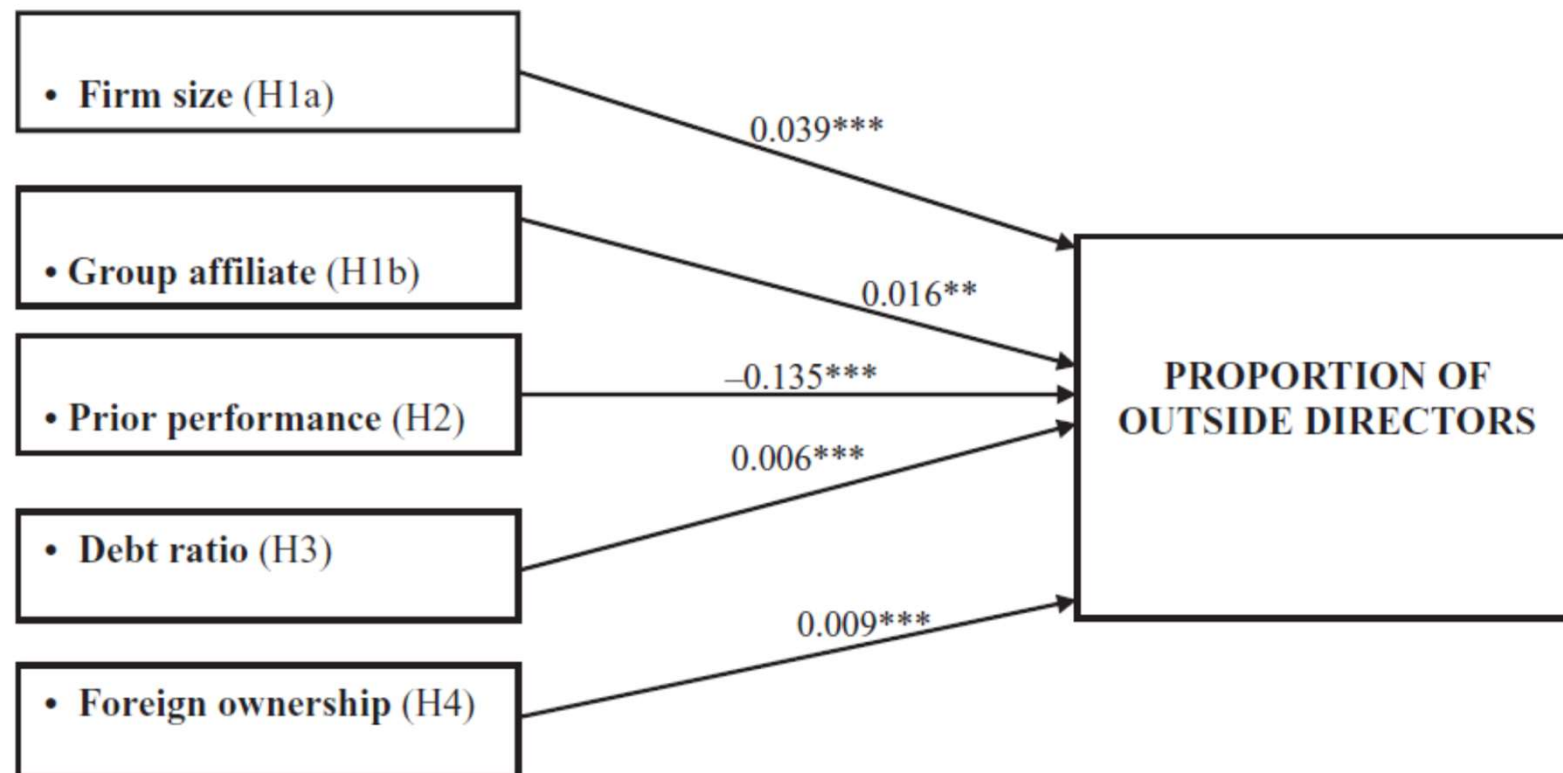 • Firm size (H1a)
0.039***
• Group affiliate (H1b)
0.016**
–0.135***
• Prior performance (H2)
PROPORTION OF
OUTSIDE DIRECTORS
0.006***
• Debt ratio (H3)
0.009***
• Foreign ownership (H4)